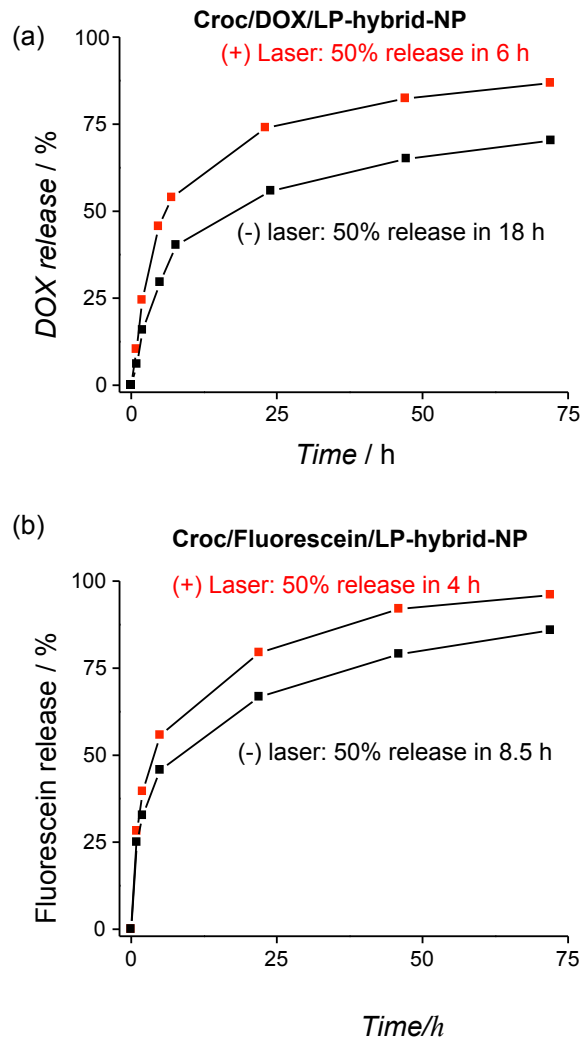 (a)
Croc/DOX/LP-hybrid-NP
(+) Laser: 50% release in 6 h
(-) laser: 50% release in 18 h
DOX release / %
100
75
50
25
0
0 25 50 75
Time / h
(b)
Croc/Fluorescein/LP-hybrid-NP
(+) Laser: 50% release in 4 h
(-) laser: 50% release in 8.5 h
Fluorescein release / %
100
75
50
25
0
0 25 50 75
Time/h